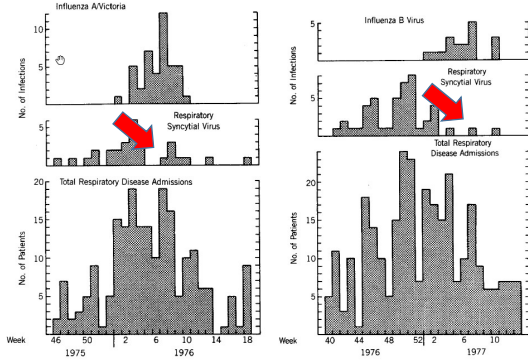 Influenza A/Victoria
10
5
No. of Infections
Respiratory
Syncytial Virus
5
Total Respiratory Disease Admissions
20
15
10
5
No. of Patients
Week 46 50 2 6 10 14 18
1975 1976
Influenza B Virus
5
No. of Infections
Respiratory
Syncytial Virus
5
Total Respiratory
Disease Admissions
20
15
10
5
No. of Patients
40 44 48 52 2 6 10
1976 1977